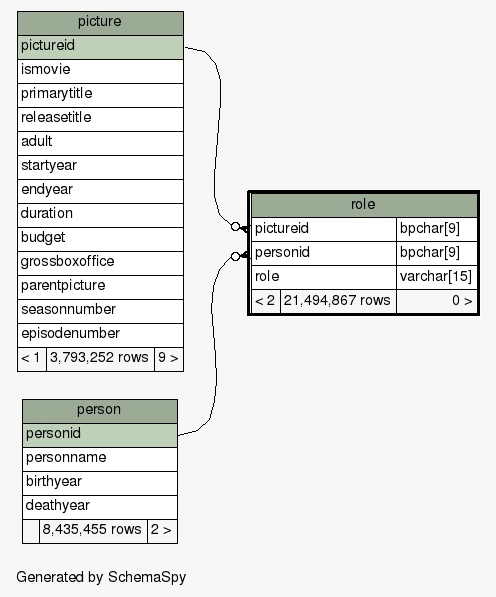 picture
pictureid
ismovie
primarytitle
releasetitle
adult
startyear
endyear
duration
budget
grossboxoffice
parentpicture
seasonnumber
episodenumber
< 1 3,793,252 rows 9 >
role
pictureid bpchar[9]
personid bpchar[9]
role varchar[15]
< 2 21,494,867 rows 0 >
person
personid
personname
birthyear
deathyear
8,435,455 rows 2 >
Generated by SchemaSpy